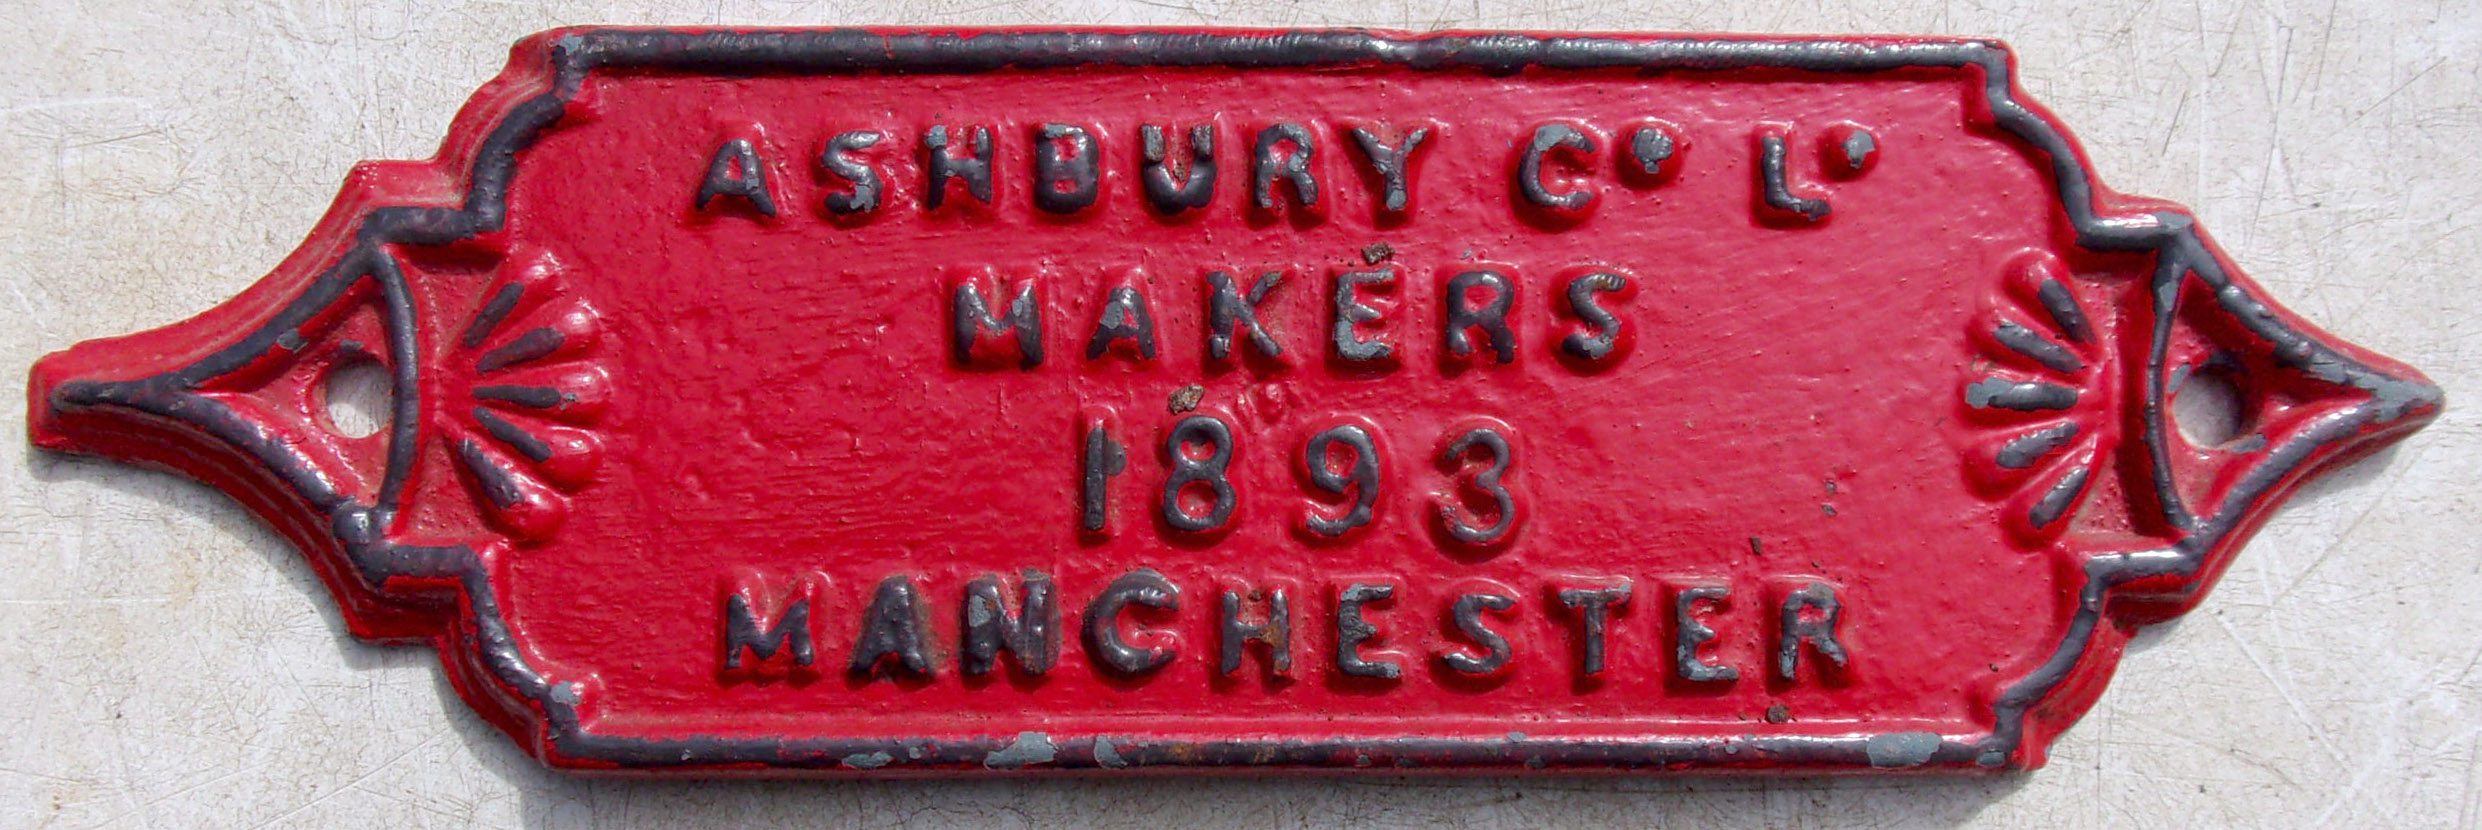 ASHBURY Cº Lº
MAKERS
1893
MANCHESTER